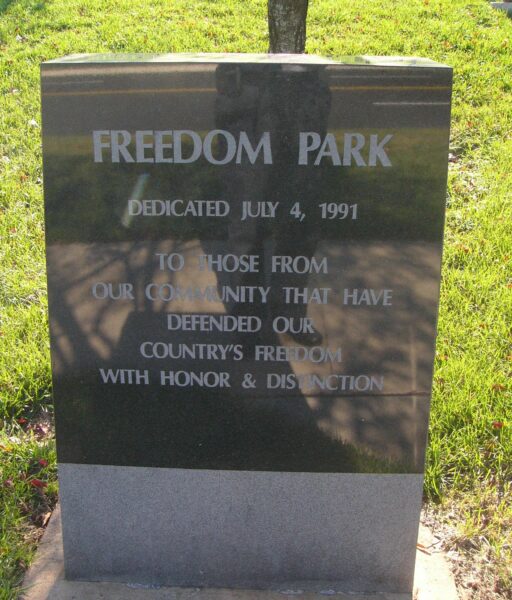 FREEDOM PARK
DEDICATED JULY 4, 1991
TO THOSE FROM
OUR COMMUNITY THAT HAVE
DEFENDED OUR
COUNTRY'S FREEDOM
WITH HONOR & DISTINCTION